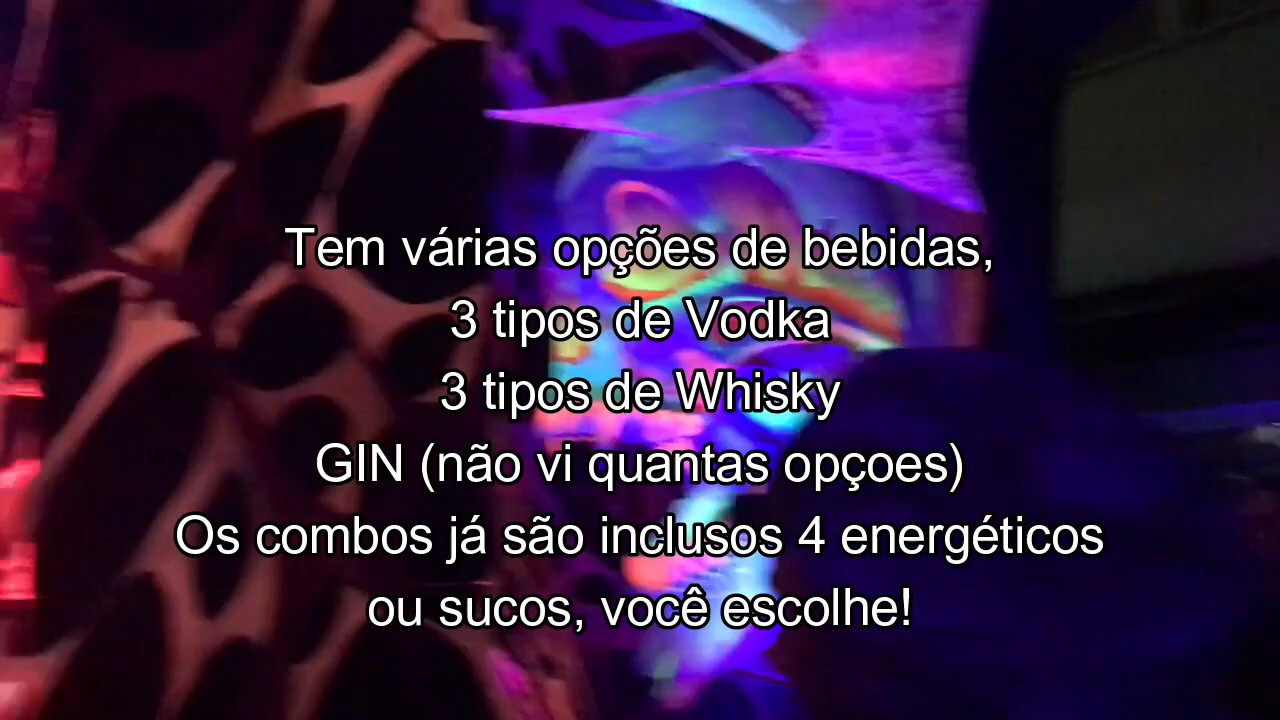 Tem várias opções de bebidas,
3 tipos de Vodka
3 tipos de Whisky
GIN (não vi quantas opçoes)
Os combos já são inclusos 4 energéticos
ou sucos, você escolhe!